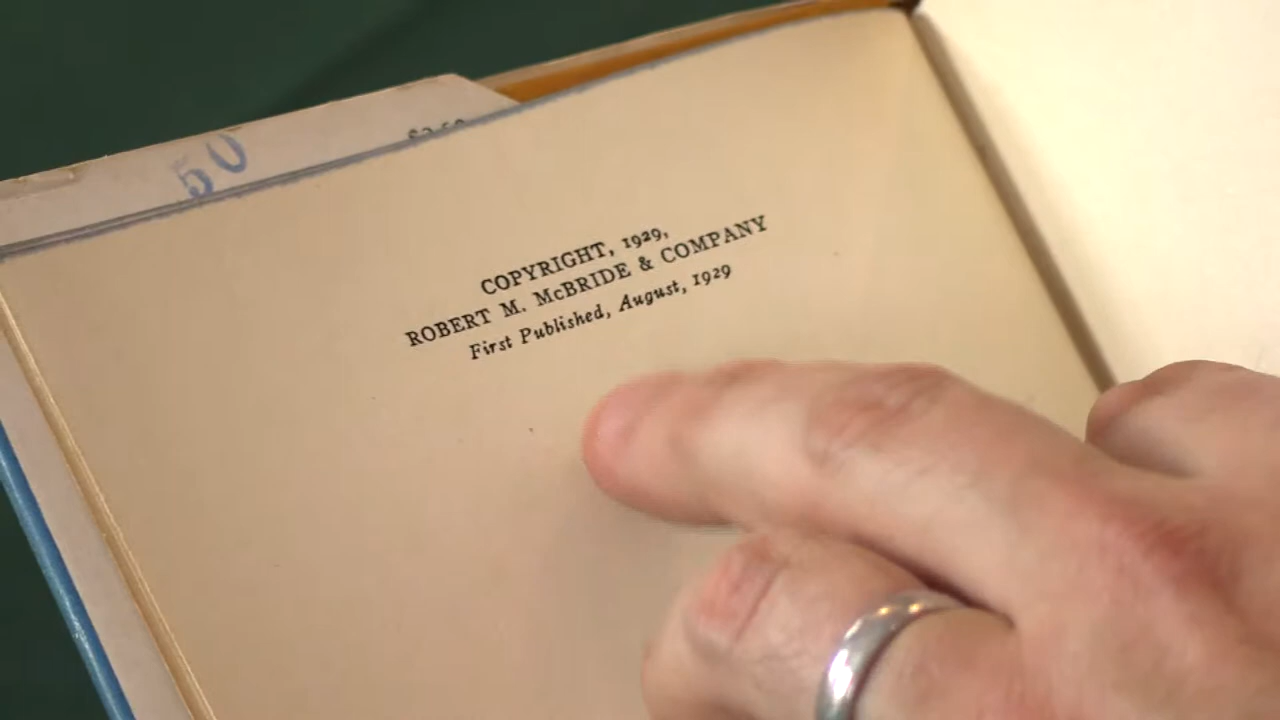 50
COPYRIGHT, 1929,
ROBERT M. McBRIDE & COMPANY
First Published, August, 1929